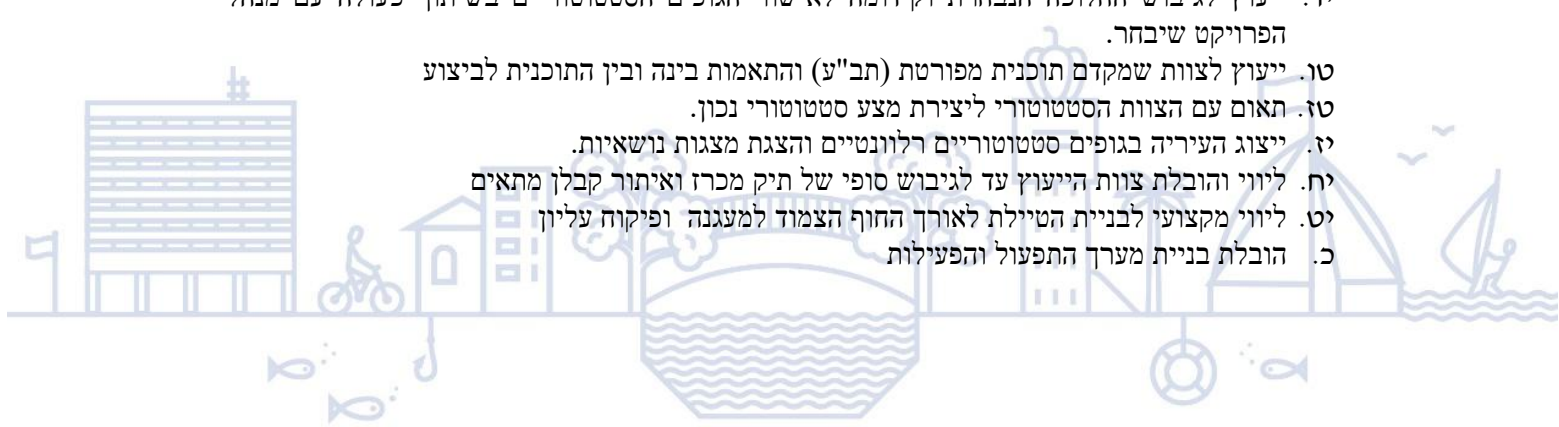 הפרויקט שיבחר.
טו. ייעוץ לצוות שמקדם תוכנית מפורטת (תב"ע) והתאמות בינה ובין התוכנית לביצוע
טז. תאום עם הצוות הסטטוטורי ליצירת מצע סטטוטורי נכון.
יז. ייצוג העיריה בגופים סטטוטוריים רלוונטיים והצגת מצגות נושאיות.
יח. ליווי והובלת צוות הייעוץ עד לגיבוש סופי של תיק מכרז ואיתור קבלן מתאים
יט. ליווי מקצועי לבניית הטיילת לאורך החוף הצמוד למעגנה ופיקוח עליון
כ. הובלת בניית מערך התפעול והפעילות